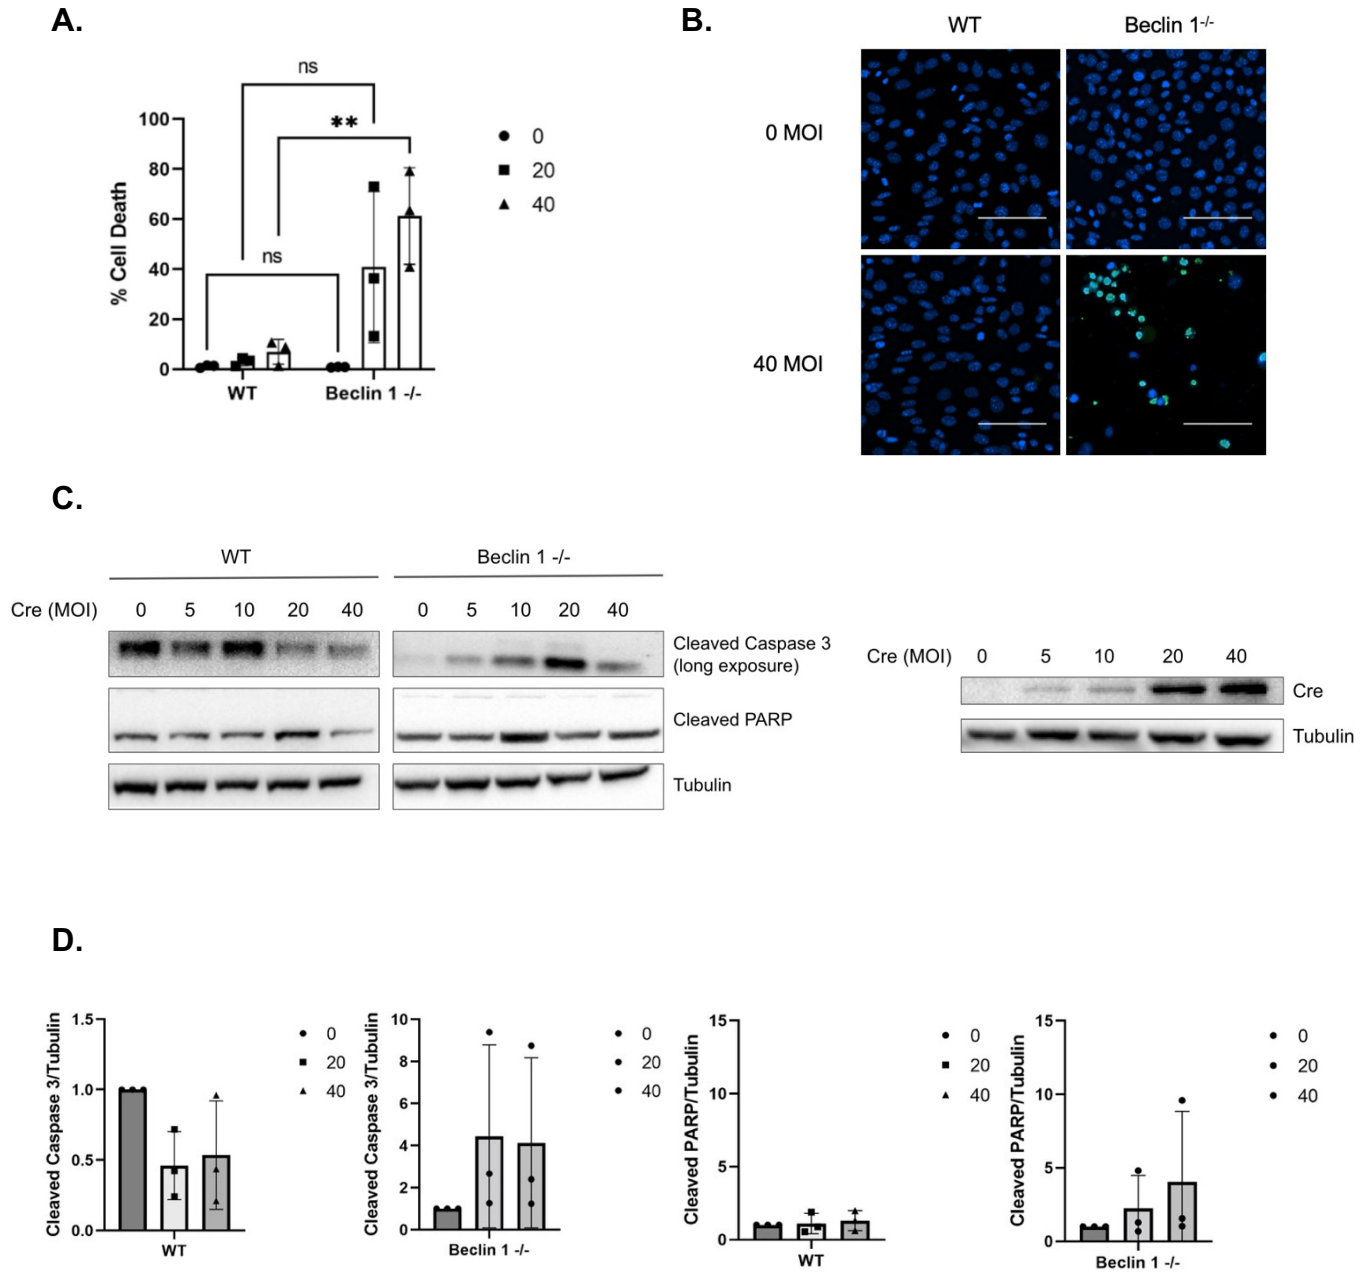 A.
ns
**
ns
100
80
60
40
20
0
% Cell Death
WT
Beclin 1 -/-
0
20
40
B.
WT
Beclin 1-/-
0 MOI
40 MOI
C.
WT
Beclin 1 -/-
Cre (MOI) 0 5 10 20 40 0 5 10 20 40
Cleaved Caspase 3
(long exposure)
Cleaved PARP
Tubulin
Cre (MOI) 0 5 10 20 40
Cre
Tubulin
D.
Cleaved Caspase 3/Tubulin
1.5
1.0
0.5
0.0
WT
0
20
40
Cleaved Caspase 3/Tubulin
10
8
6
4
2
0
Beclin 1 -/-
0
20
40
Cleaved PARP/Tubulin
15
10
5
0
WT
0
20
40
Cleaved PARP/Tubulin
15
10
5
0
Beclin 1 -/-
0
20
40